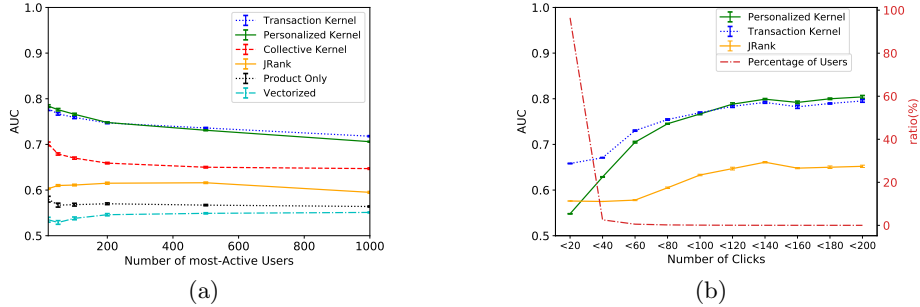 1.0
0.9
0.8
0.7
0.6
0.5
AUC
200
400
600
800
1000
Number of most-Active Users
Transaction Kernel
Personalized Kernel
Collective Kernel
JRank
Product Only
Vectorized
(a)
1.0
0.9
0.8
0.7
0.6
0.5
AUC
<20
<40
<60
<80
<100
<120
<140
<160
<180
<200
Number of Clicks
Personalized Kernel
Transaction Kernel
JRank
Percentage of Users
100
80
60
40
20
0
ratio(%)
(b)